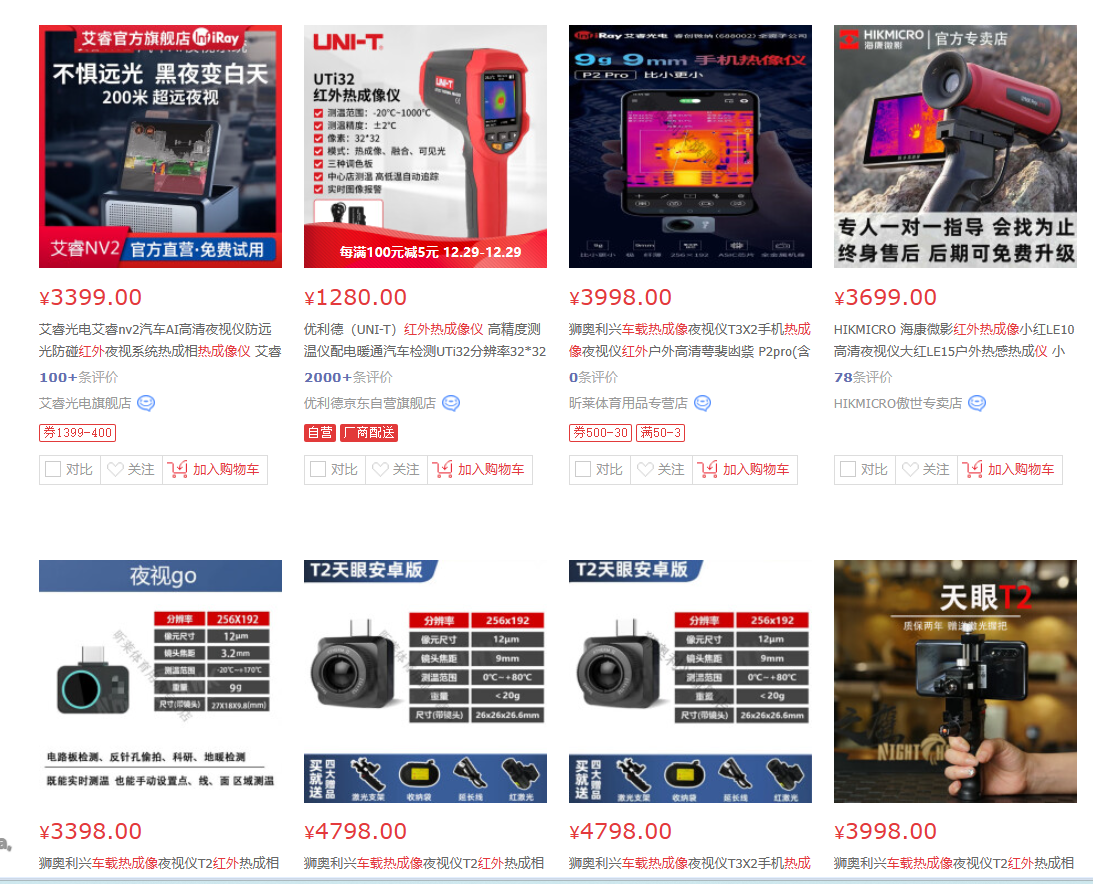 艾睿官方旗舰店 InfiRay
不惧远光 黑夜变白天
200米 超远夜视
艾睿NV2 官方直营·免费试用
¥3399.00
艾睿光电艾睿nv2汽车AI高清夜视仪防远
光防碰红外夜视系统热成相热成像仪 艾睿
100+条评价
艾睿光电旗舰店
券1399-400
对比 关注 加入购物车
UNI-T
UTi32
红外热成像仪
测温范围：-20℃~1000℃
测温精度：±2℃
像素：32*32
模式：热成像、融合、可见光
三种调色板
中心店测温 高低温自动追踪
实时图像报警
每满100元减5元 12.29-12.29
¥1280.00
优利德（UNI-T）红外热成像仪 高精度测
温仪配电暖通汽车检测UTi32分辨率32*32
2000+条评价
优利德京东自营旗舰店
自营 厂商配送
对比 关注 加入购物车
InfiRay 艾睿光电 睿创微纳 (688002) 全资子公司
9g 9mm 手机热像仪
P2 Pro 比小更小
9g 9mm 256×192 ASIC芯片 全金属机身
¥3998.00
狮奥利兴车载热成像夜视仪T3X2手机热成
像夜视仪红外户外高清萼裴凼紫 P2pro(含
0条评价
昕莱体育用品专营店
券500-30 满50-3
对比 关注 加入购物车
HIKMICRO 海康微影 官方专卖店
专人一对一指导 会找为止
终身售后 后期可免费升级
¥3699.00
HIKMICRO 海康微影红外热成像小红LE10
高清夜视仪大红LE15户外热感热成仪 小
78条评价
HIKMICRO傲世专卖店
对比 关注 加入购物车
夜视go
分辨率 256X192
像元尺寸 12μm
镜头焦距 3.2mm
测温范围 -20℃~+170℃
重量 9g
尺寸(带镜头) 27X18X9.8(mm)
电路板检测、反针孔偷拍、科研、地暖检测
既能实时测温 也能手动设置点、线、面 区域测温
¥3398.00
狮奥利兴车载热成像夜视仪T2红外热成相
T2天眼安卓版
分辨率 256x192
像元尺寸 12μm
镜头焦距 9mm
测温范围 0℃~+80℃
重量 ＜20g
尺寸(带镜头) 26x26x26.6mm
买就送 四大赠品 激光支架 收纳袋 延长线 红激光
¥4798.00
狮奥利兴车载热成像夜视仪T2红外热成相
T2天眼安卓版
分辨率 256x192
像元尺寸 12μm
镜头焦距 9mm
测温范围 0℃~+80℃
重量 ＜20g
尺寸(带镜头) 26x26x26.6mm
买就送 四大赠品 激光支架 收纳袋 延长线 红激光
¥4798.00
狮奥利兴车载热成像夜视仪T3X2手机热成
天眼T2
质保两年 赠送激光握把
¥3998.00
狮奥利兴车载热成像夜视仪T2红外热成相